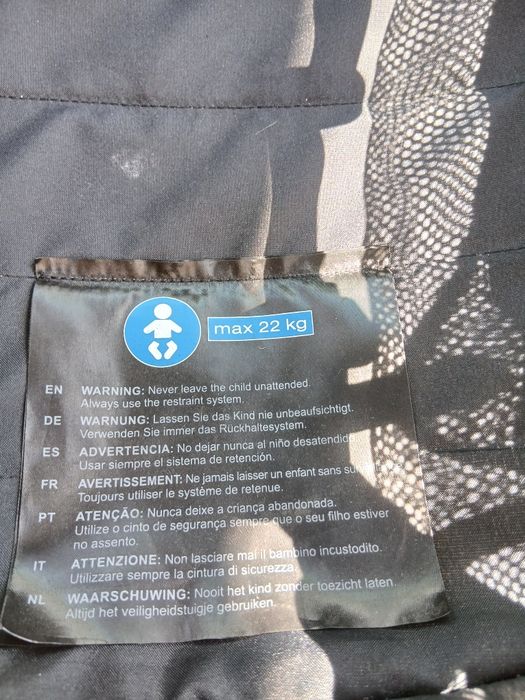 max 22 kg
EN WARNING: Never leave the child unattended.
Always use the restraint system.
DE WARNUNG: Lassen Sie das Kind nie unbeaufsichtigt.
Verwenden Sie immer das Rückhaltesystem.
ES ADVERTENCIA: No dejar nunca al niño desatendido.
Usar siempre el sistema de retención.
FR AVERTISSEMENT: Ne jamais laisser un enfant sans
Toujours utiliser le systéme de retenue.
PT ATENÇÃO: Nunca deixe a criança abandonada.
Utilize o cinto de segurança sempre que o seu filho estiver
no assento.
IT ATTENZIONE: Non lasciare mai il bambino incustodito.
Utilizzare sempre la cintura di sicurezza.
NL WAARSCHUWING: Nooit het kind zonder toezicht laten.
Altijd het veiligheidstuigje gebruiken.